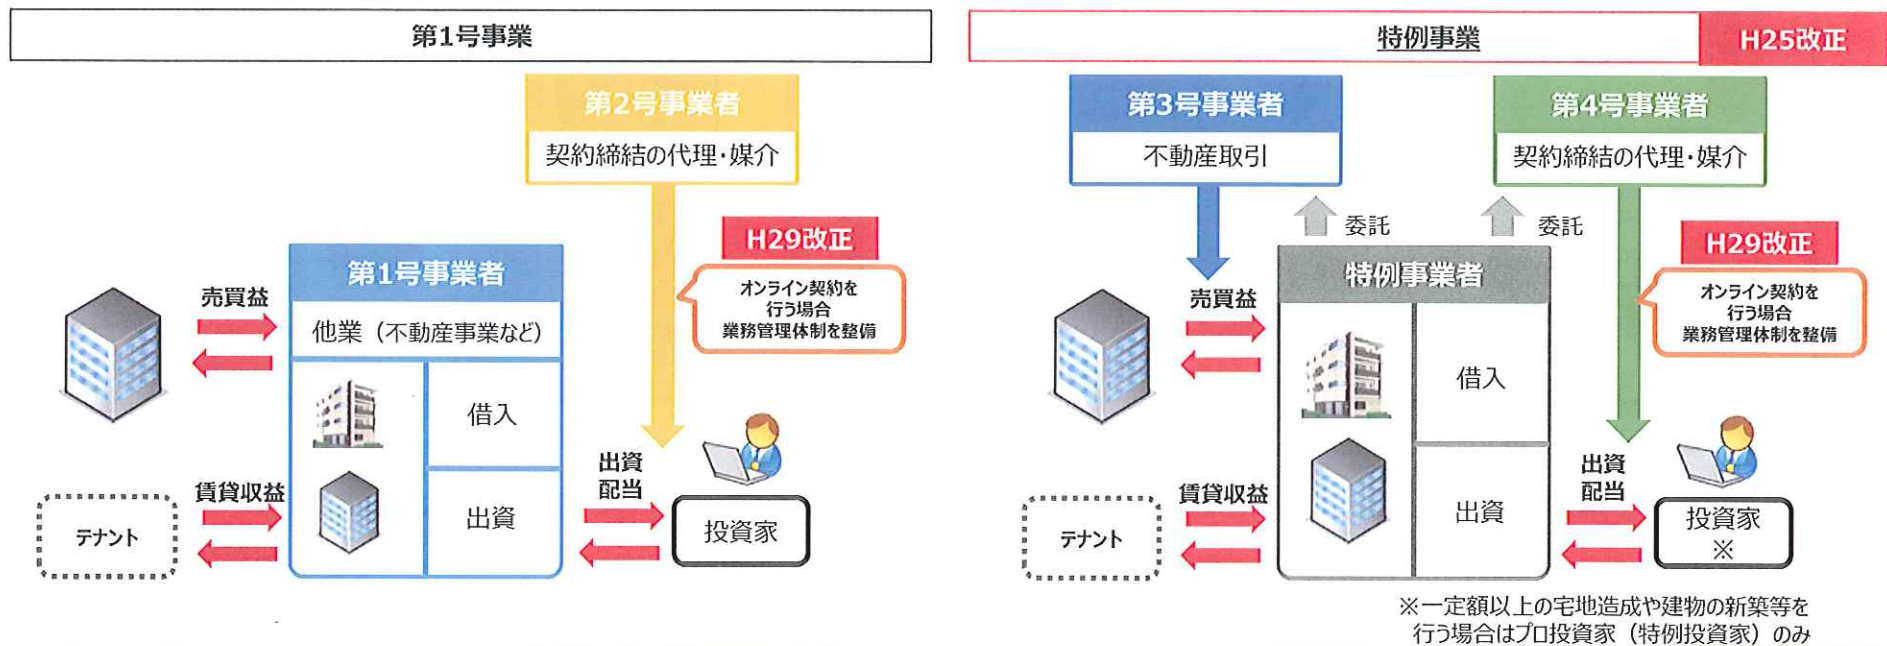 第1号事業
第2号事業者
契約締結の代理・媒介
H29改正
オンライン契約を
行う場合
業務管理体制を整備
第1号事業者
他業（不動産事業など）
売買益
借入
出資
賃貸収益
テナント
出資
配当
投資家
特例事業
H25改正
第3号事業者
不動産取引
第4号事業者
契約締結の代理・媒介
委託
委託
H29改正
オンライン契約を
行う場合
業務管理体制を整備
特例事業者
売買益
借入
出資
賃貸収益
テナント
出資
配当
投資家
※
※一定額以上の宅地造成や建物の新築等を
行う場合はプロ投資家（特例投資家）のみ